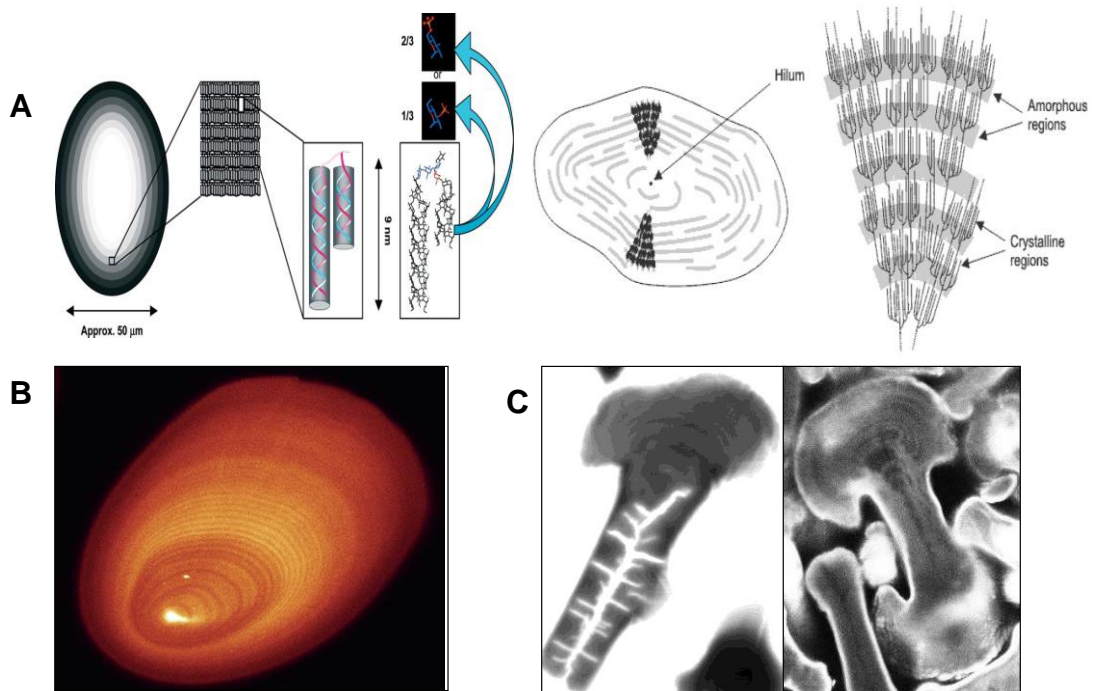 A
2/3
or
1/3
9 nm
Approx. 50 μm
Hilum
Amorphous
regions
Crystalline
regions
B
C